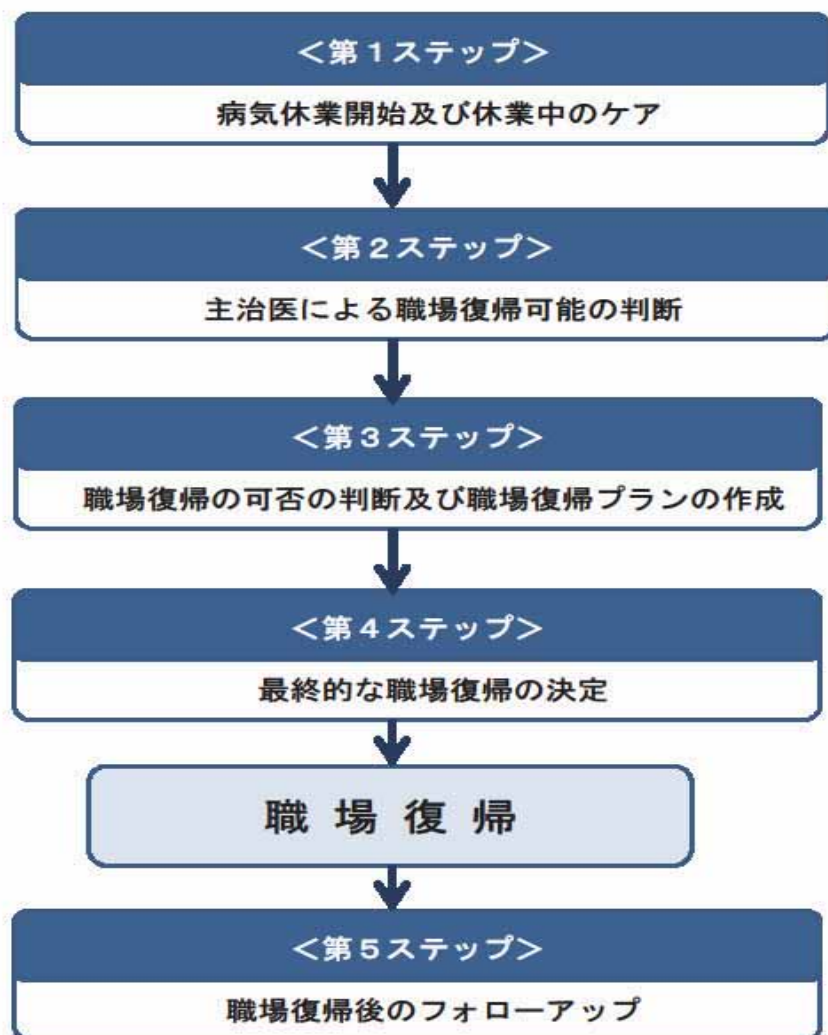 <第1ステップ>
病気休業開始及び休業中のケア
<第2ステップ>
主治医による職場復帰可能の判断
<第3ステップ>
職場復帰の可否の判断及び職場復帰プランの作成
<第4ステップ>
最終的な職場復帰の決定
職場復帰
<第5ステップ>
職場復帰後のフォローアップ